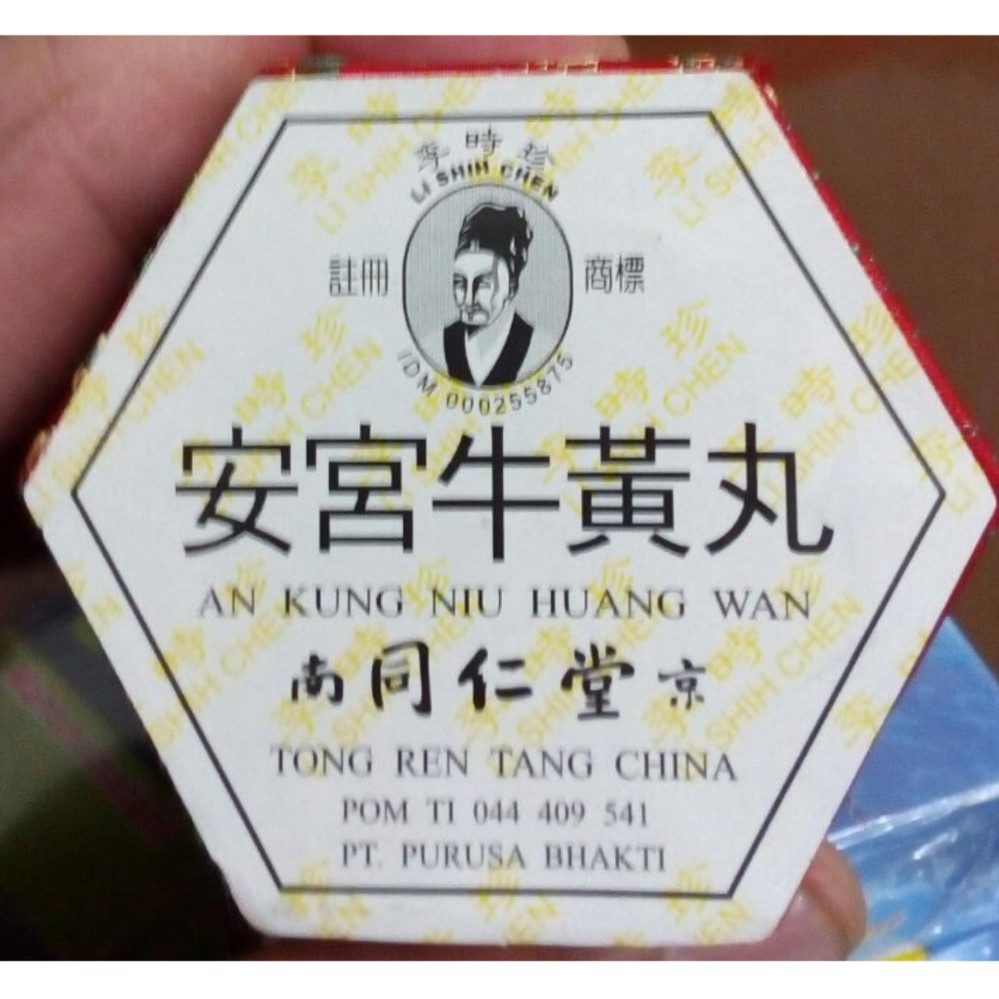 李時珍
LI SHIH CHEN
註冊 商標
IDM 000255875
安宮牛黃丸
AN KUNG NIU HUANG WAN
南同仁堂京
TONG REN TANG CHINA
POM TI 044 409 541
PT. PURUSA BHAKTI